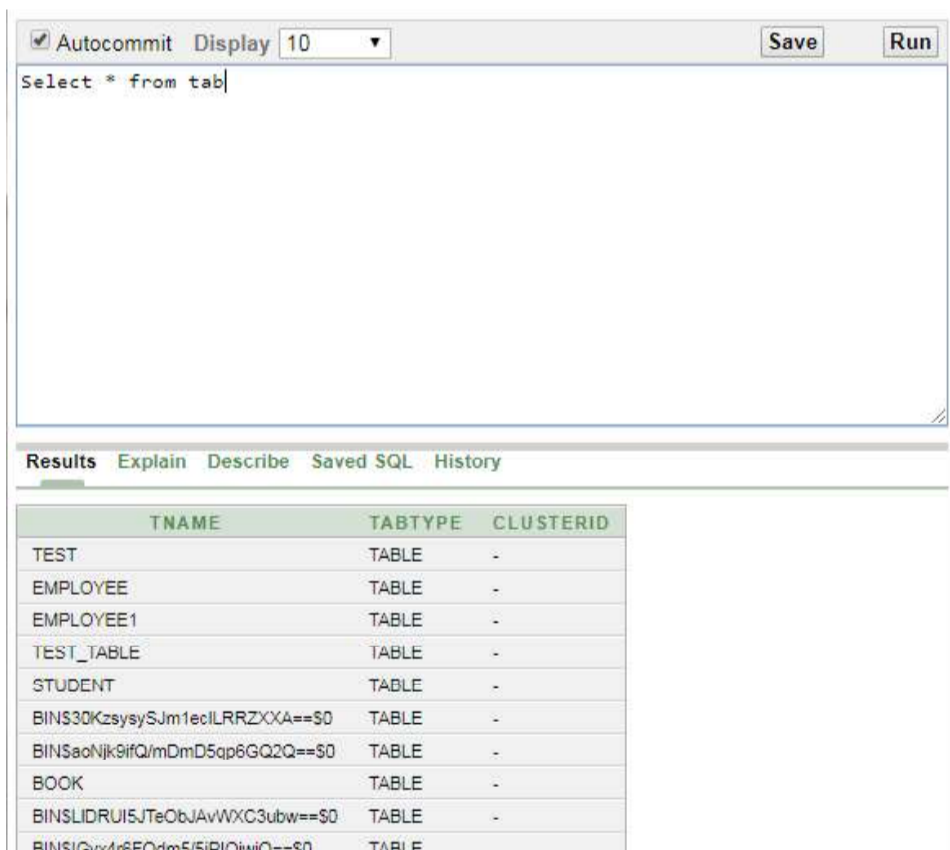 Autocommit Display 10 Save Run
Select * from tab
Results Explain Describe Saved SQL History
TNAME TABTYPE CLUSTERID
TEST TABLE -
EMPLOYEE TABLE -
EMPLOYEE1 TABLE -
TEST_TABLE TABLE -
STUDENT TABLE -
BIN$30KzsysySJm1ecILRRZXXA==$0 TABLE -
BIN$aoNjk9ifQ/mDmD5qp6GQ2Q==$0 TABLE -
BOOK TABLE -
BIN$LIDRUI5JTeObJAvWXC3ubw==$0 TABLE -
TABLE